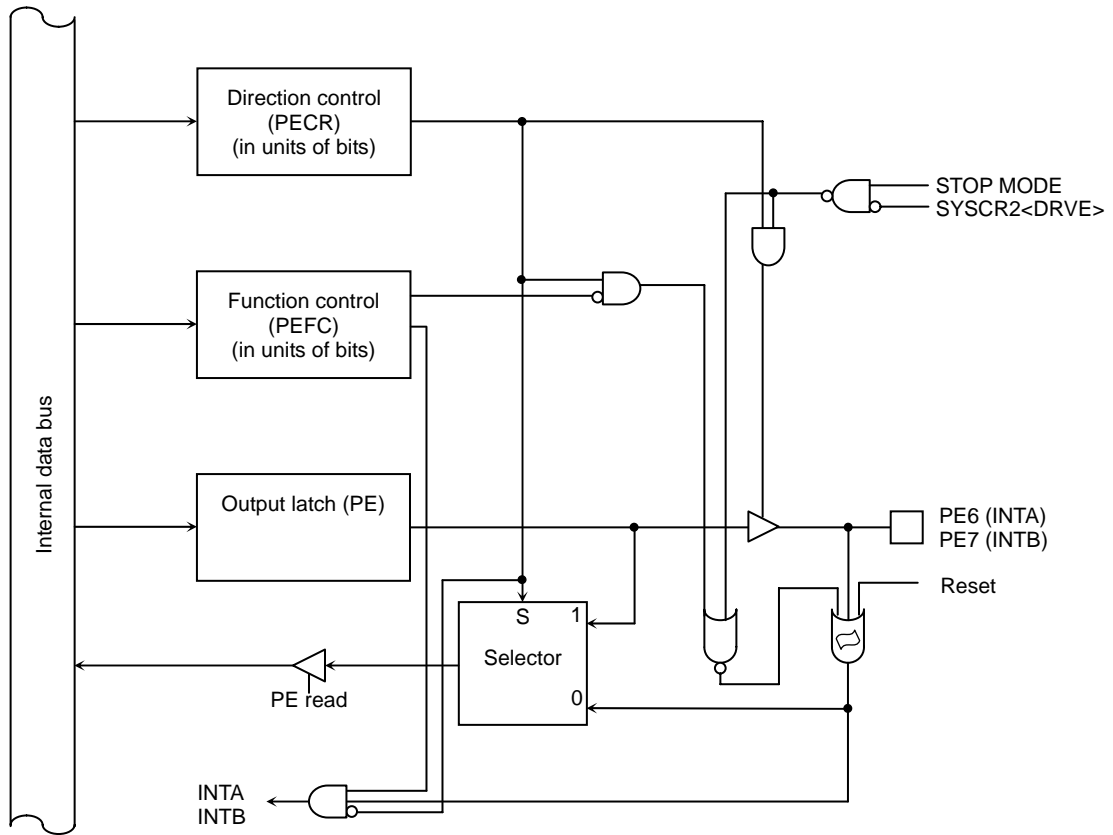 Internal data bus
Direction control
(PECR)
(in units of bits)
STOP MODE
SYSCR2<DRVE>
Function control
(PEFC)
(in units of bits)
Output latch (PE)
PE6 (INTA)
PE7 (INTB)
Reset
S
1
Selector
0
PE read
INTA
INTB